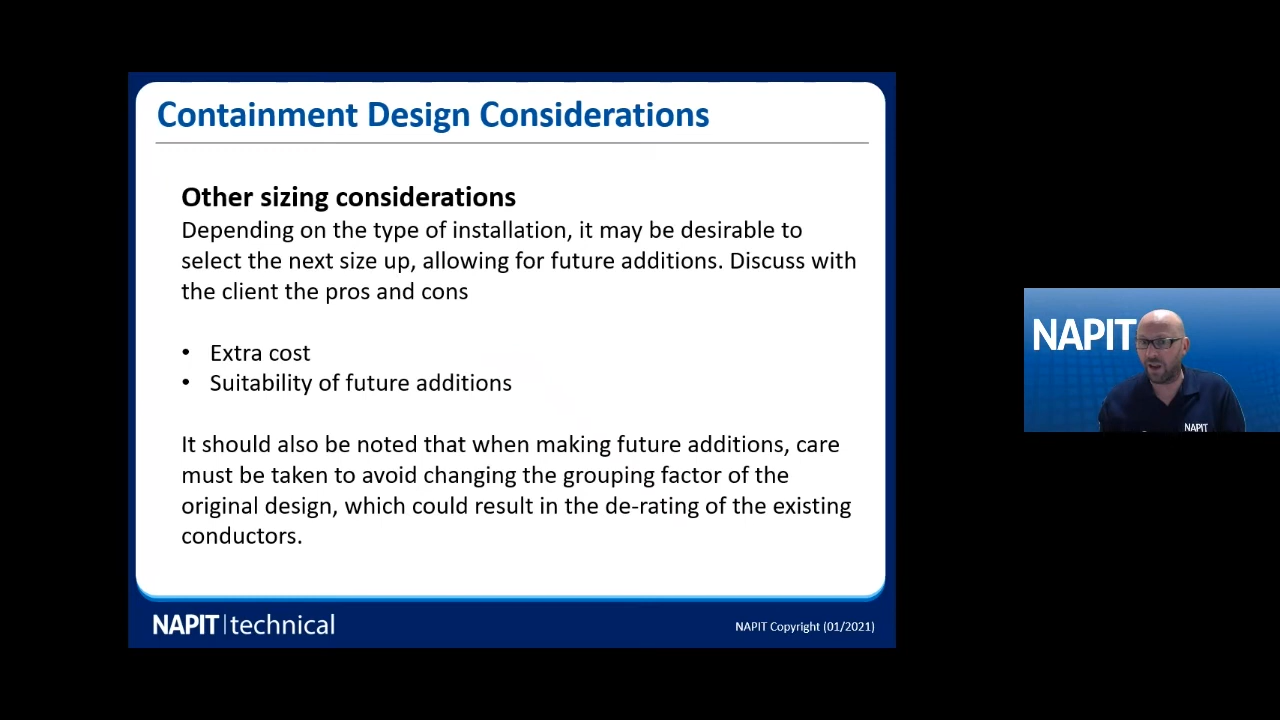 Containment Design Considerations
Other sizing considerations
Depending on the type of installation, it may be desirable to
select the next size up, allowing for future additions. Discuss with
the client the pros and cons
• Extra cost
• Suitability of future additions
It should also be noted that when making future additions, care
must be taken to avoid changing the grouping factor of the
original design, which could result in the de-rating of the existing
conductors.
NAPIT | technical
NAPIT Copyright (01/2021)
NAPIT
NAPIT